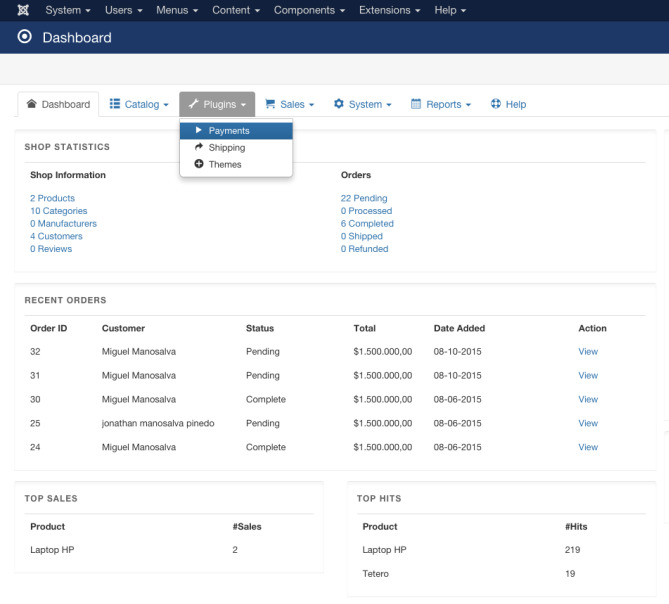 System Users Menus Content Components Extensions Help
Dashboard
Dashboard Catalog Plugins Sales System Reports Help
Payments
Shipping
Themes
SHOP STATISTICS
Shop Information Orders
2 Products 22 Pending
10 Categories 0 Processed
0 Manufacturers 6 Completed
4 Customers 0 Shipped
0 Reviews 0 Refunded
RECENT ORDERS
Order ID Customer Status Total Date Added Action
32 Miguel Manosalva Pending $1.500.000,00 08-10-2015 View
31 Miguel Manosalva Pending $1.500.000,00 08-10-2015 View
30 Miguel Manosalva Complete $1.500.000,00 08-06-2015 View
25 jonathan manosalva pinedo Pending $1.500.000,00 08-06-2015 View
24 Miguel Manosalva Complete $1.500.000,00 08-06-2015 View
TOP SALES TOP HITS
Product #Sales Product #Hits
Laptop HP 2 Laptop HP 219
Tetero 19